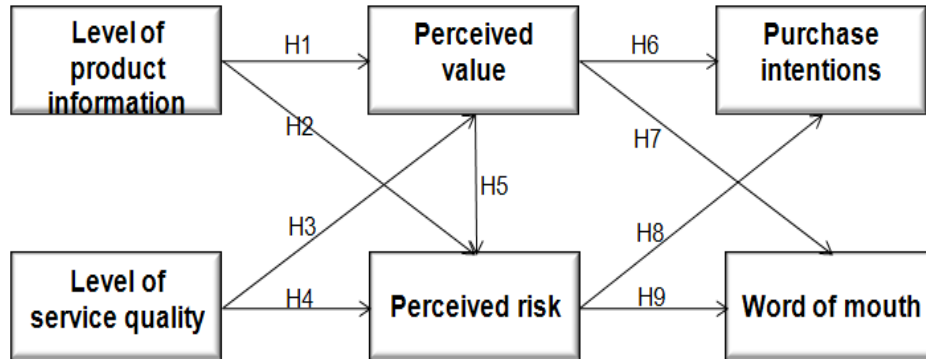 Level of
product
information
H1
Perceived
value
H6
Purchase
intentions
H2
H7
H5
H3
H8
Level of
service quality
H4
Perceived risk
H9
Word of mouth